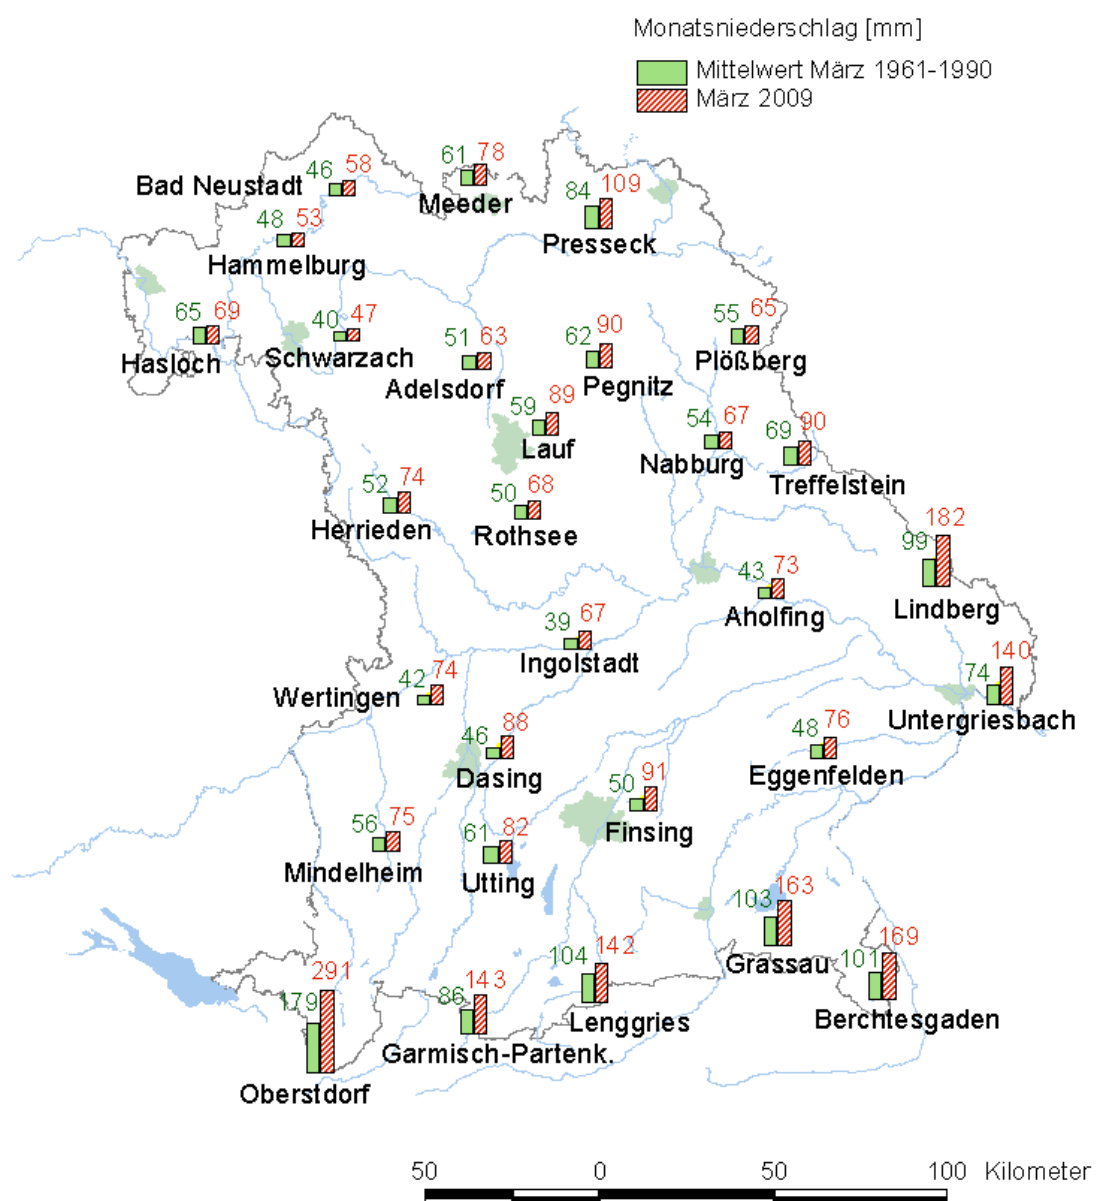 Monatsniederschlag [mm]
Mittelwert März 1961-1990
März 2009
61 78
46 58
Bad Neustadt
Meeder
84 109
48 53
Presseck
Hammelburg
65 69
40 47
55 65
51 63
62 90
Hasloch
Schwarzach
Plößberg
Adelsdorf
Pegnitz
59 89
54 67
69 90
Lauf
Nabburg
Treffelstein
52 74
50 68
Herrieden
Rothsee
99 182
43 73
Lindberg
Aholfing
39 67
Ingolstadt
74 140
42 74
Wertingen
Untergriesbach
46 88
48 76
Dasing
Eggenfelden
50 91
56 75
61 82
Finsing
Mindelheim
Utting
103 163
104 142
101 169
Grassau
179 291
86 143
Lenggries
Berchtesgaden
Garmisch-Partenk.
Oberstdorf
50 0 50 100 Kilometer